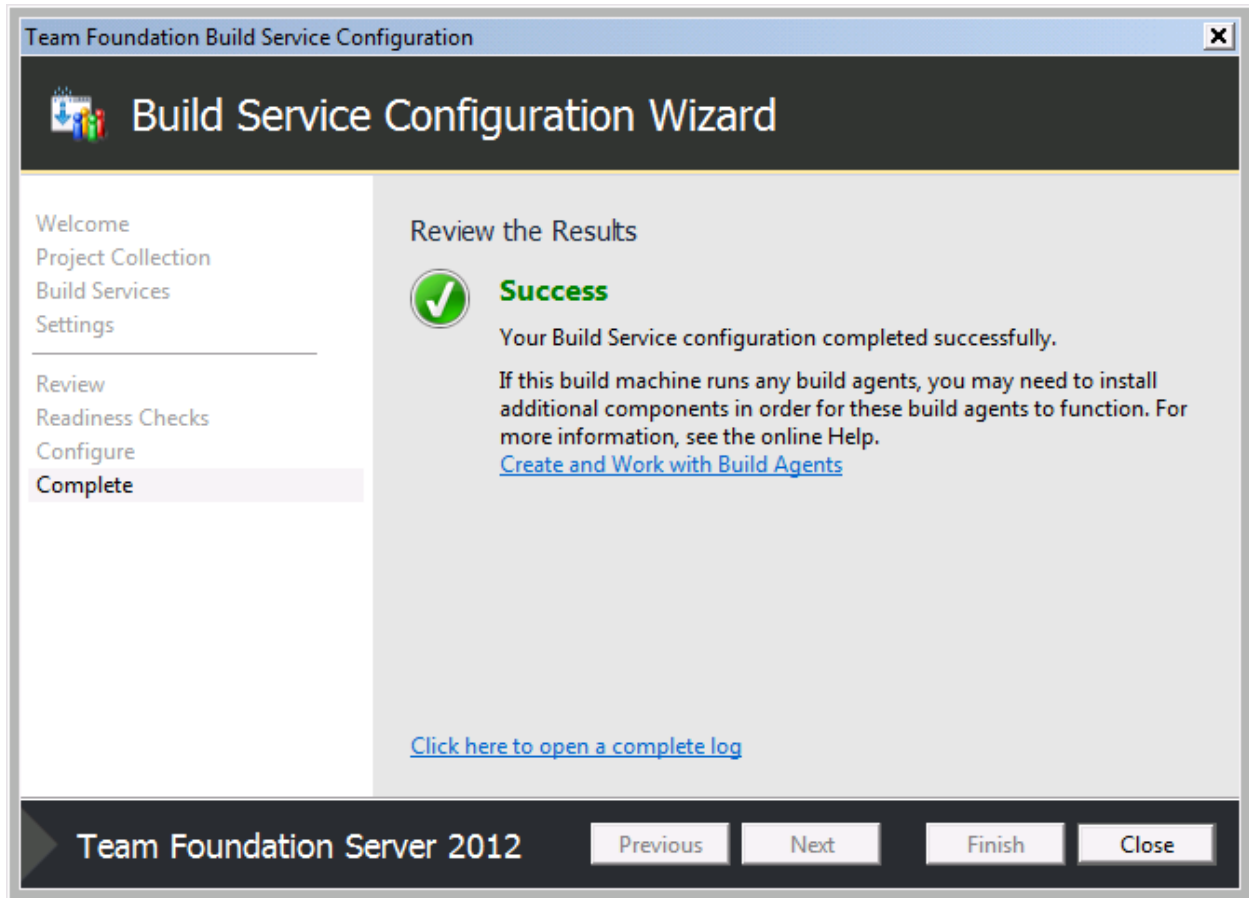 Team Foundation Build Service Configuration
Build Service Configuration Wizard
Welcome
Project Collection
Build Services
Settings
Review
Readiness Checks
Configure
Complete
Review the Results
Success
Your Build Service configuration completed successfully.
If this build machine runs any build agents, you may need to install
additional components in order for these build agents to function. For
more information, see the online Help.
Create and Work with Build Agents
Click here to open a complete log
Team Foundation Server 2012
Previous
Next
Finish
Close